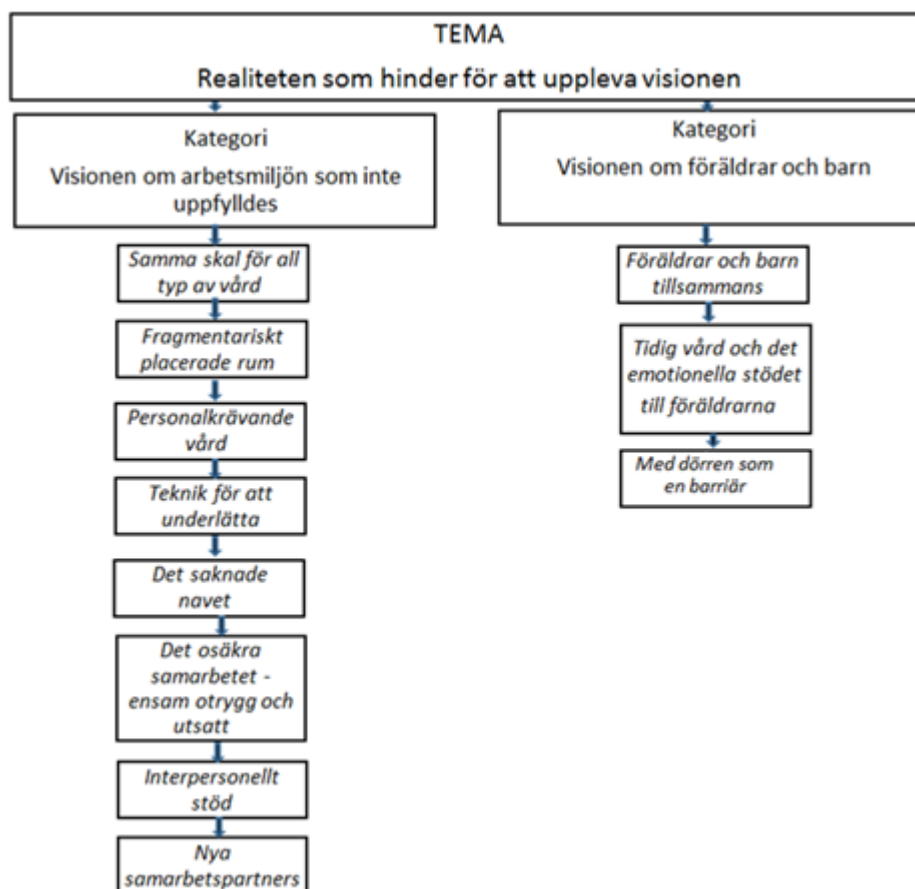 TEMA
Realiteten som hinder för att uppleva visionen
Kategori
Visionen om arbetsmiljön som inte
uppfylldes
Samma skal för all
typ av vård
Fragmentariskt
placerade rum
Personalkrävande
vård
Teknik för att
underlätta
Det saknade
navet
Det osäkra
samarbetet -
ensam otrygg och
utsatt
Interpersonellt
stöd
Nya
samarbetspartners
Kategori
Visionen om föräldrar och barn
Föräldrar och barn
tillsammans
Tidig vård och det
emotionella stödet
till föräldrarna
Med dörren som
en barriär